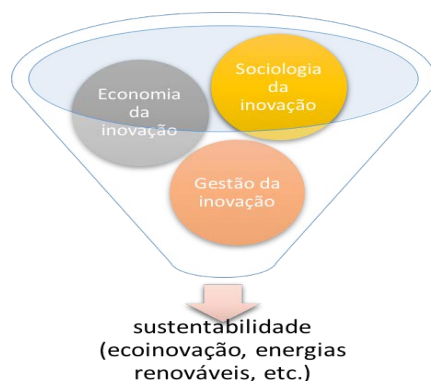 Sociologia
da
inovação
Economia
da
inovação
Gestão da
inovação
sustentabilidade
(ecoinovação, energias
renováveis, etc.)